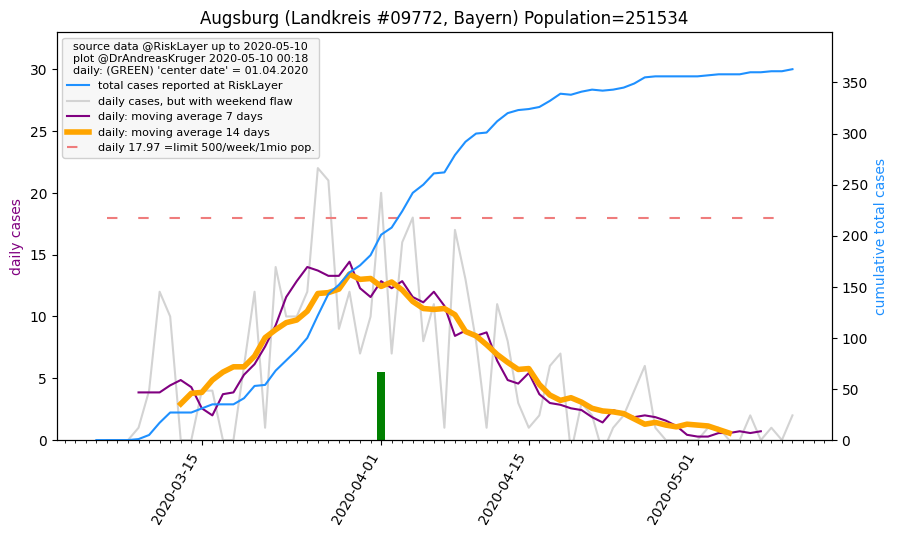 Augsburg (Landkreis #09772, Bayern) Population=251534
source data @RiskLayer up to 2020-05-10
plot @DrAndreasKruger 2020-05-10 00:18
daily: (GREEN) 'center date' = 01.04.2020
total cases reported at RiskLayer
daily cases, but with weekend flaw
daily: moving average 7 days
daily: moving average 14 days
daily 17.97 =limit 500/week/1mio pop.
daily cases
30
25
20
15
10
5
0
cumulative total cases
350
300
250
200
150
100
50
0
2020-03-15
2020-04-01
2020-04-15
2020-05-01